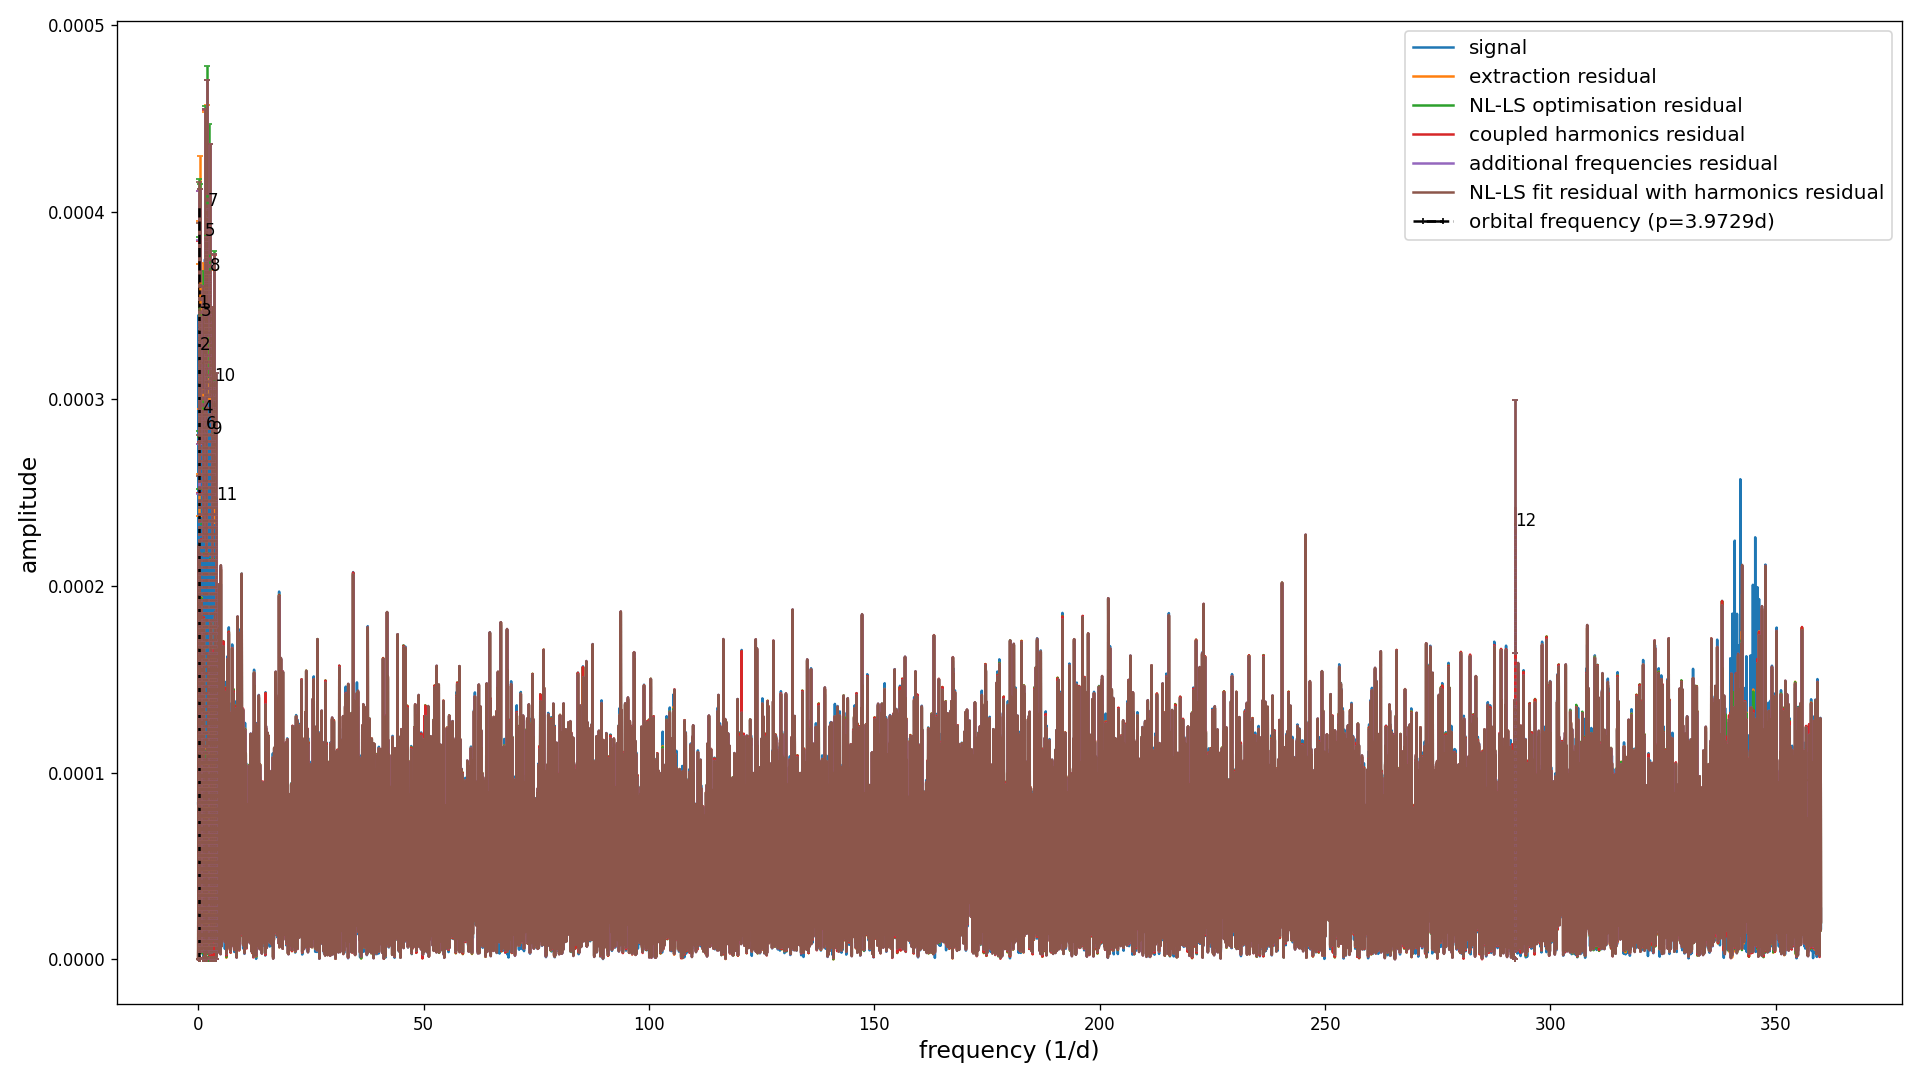 0.0005
0.0004
0.0003
0.0002
0.0001
0.0000
amplitude
signal
extraction residual
NL-LS optimisation residual
coupled harmonics residual
additional frequencies residual
NL-LS fit residual with harmonics residual
orbital frequency (p=3.9729d)
7
5
8
1
3
2
10
4
6
9
11
12
0 50 100 150 200 250 300 350
frequency (1/d)